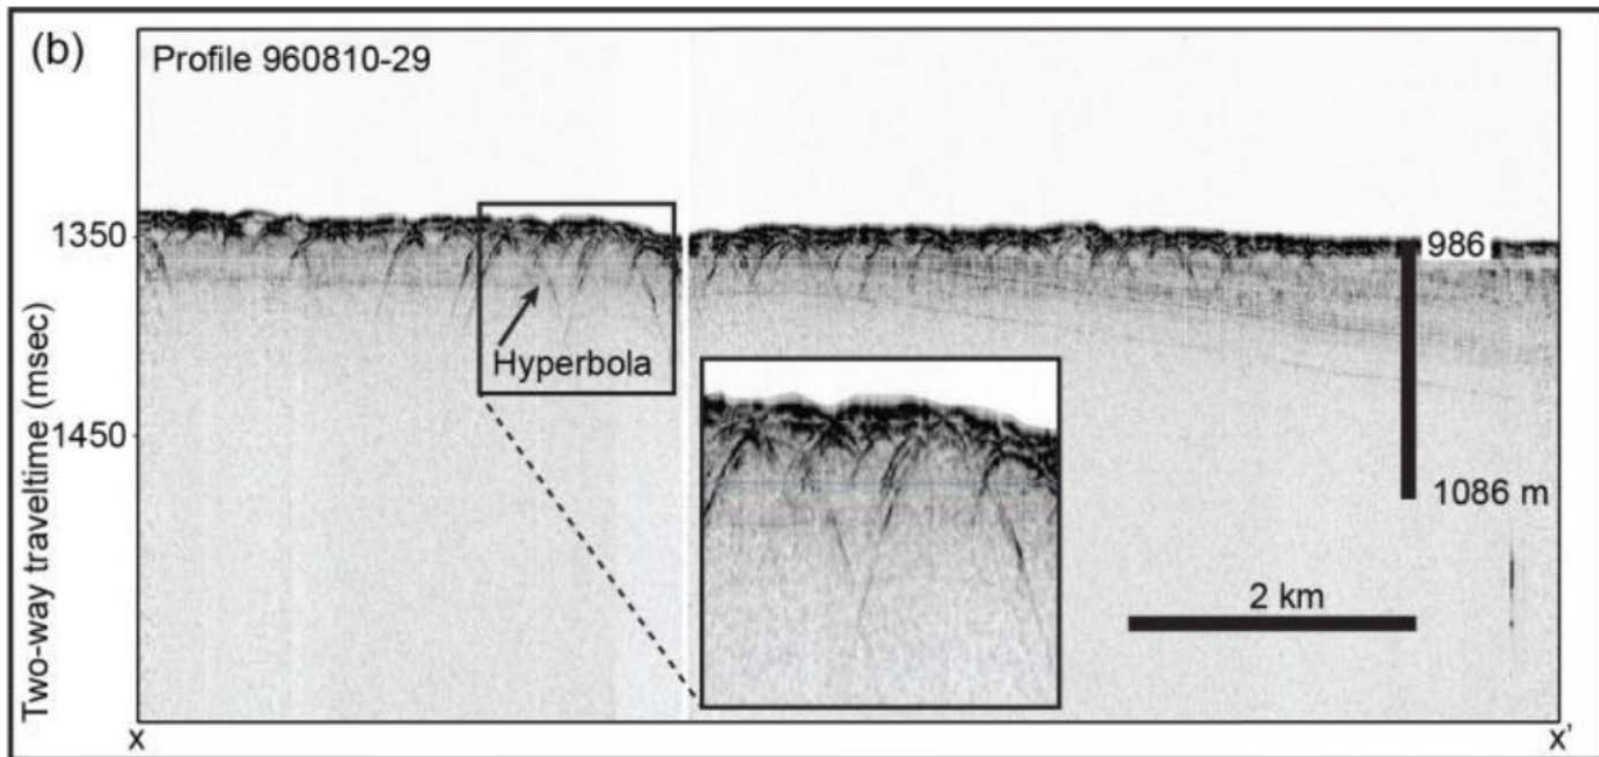 (b)
Profile 960810-29
1350
986
Hyperbola
1450
1086 m
2 km
Two-way traveltime (msec)
x
x'